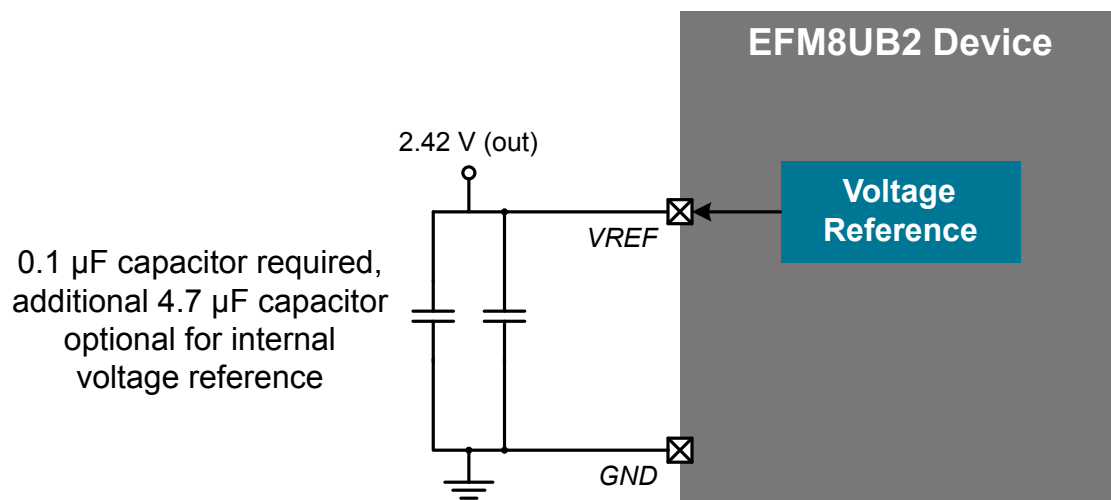 EFM8UB2 Device
2.42 V (out)
Voltage
Reference
VREF
0.1 µF capacitor required,
additional 4.7 µF capacitor
optional for internal
voltage reference
GND